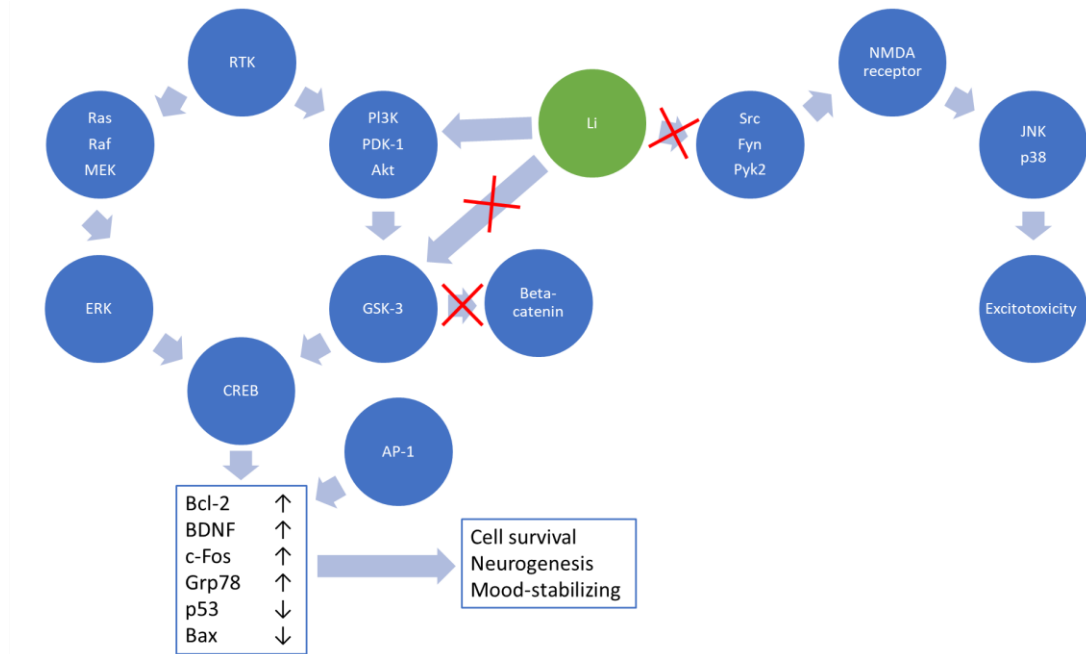 RTK
NMDA
receptor
Ras
Raf
MEK
PI3K
PDK-1
Akt
Li
Src
Fyn
Pyk2
JNK
p38
ERK
GSK-3
Beta-
catenin
Excitotoxicity
CREB
AP-1
Bcl-2 ↑
BDNF ↑
c-Fos ↑
Grp78 ↑
p53 ↓
Bax ↓
Cell survival
Neurogenesis
Mood-stabilizing